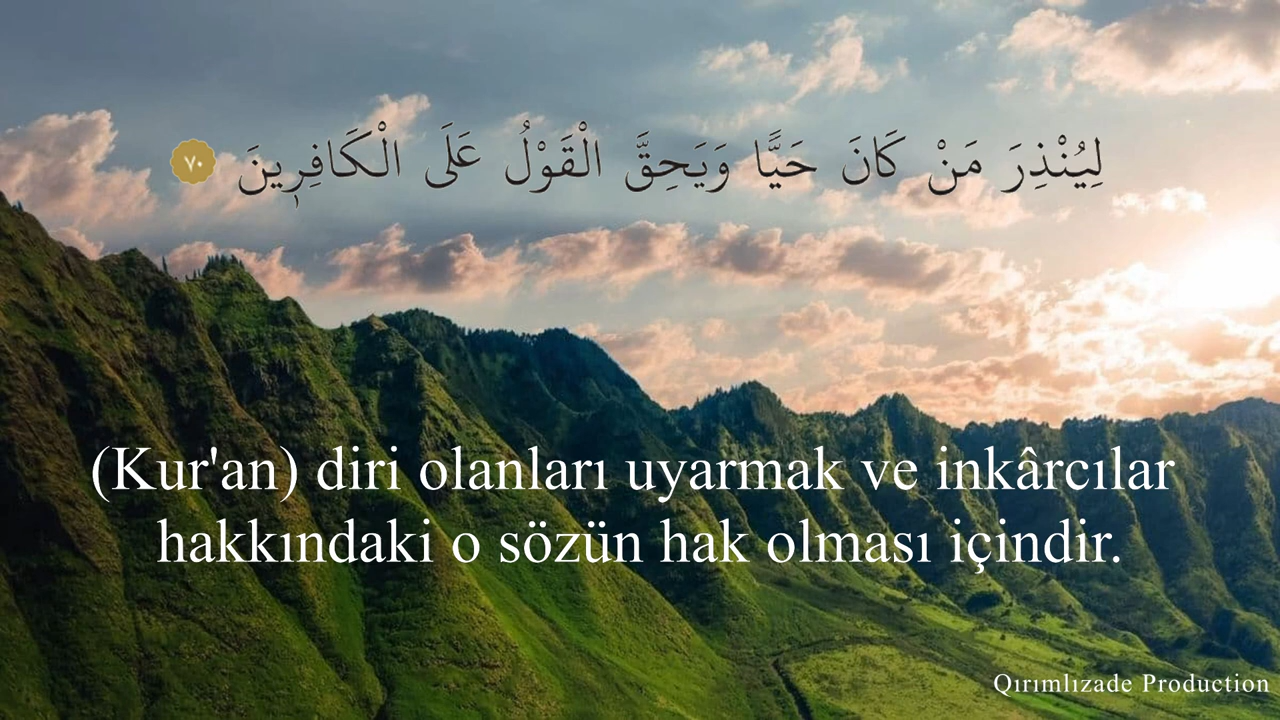 لِيُنْذِرَ مَنْ كَانَ حَيًّا وَيَحِقَّ الْقَوْلُ عَلَى الْكَافِرِينَ ٧٠
(Kur'an) diri olanları uyarmak ve inkârcılar
hakkındaki o sözün hak olması içindir.
Qırımlızade Production